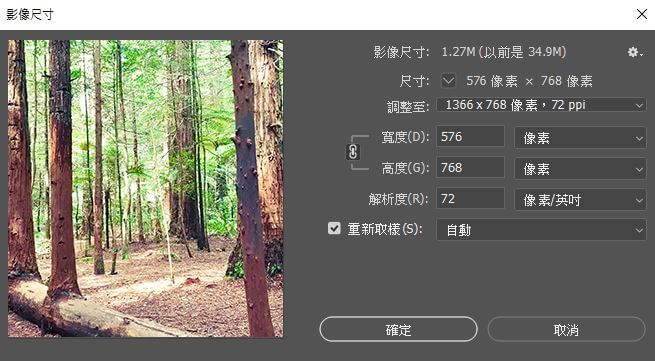 影像尺寸
影像尺寸: 1.27M (以前是 34.9M)
尺寸: 576 像素 × 768 像素
調整至: 1366 x 768 像素，72 ppi
寬度(D): 576 像素
高度(G): 768 像素
解析度(R): 72 像素/英吋
重新取樣(S): 自動
確定 取消